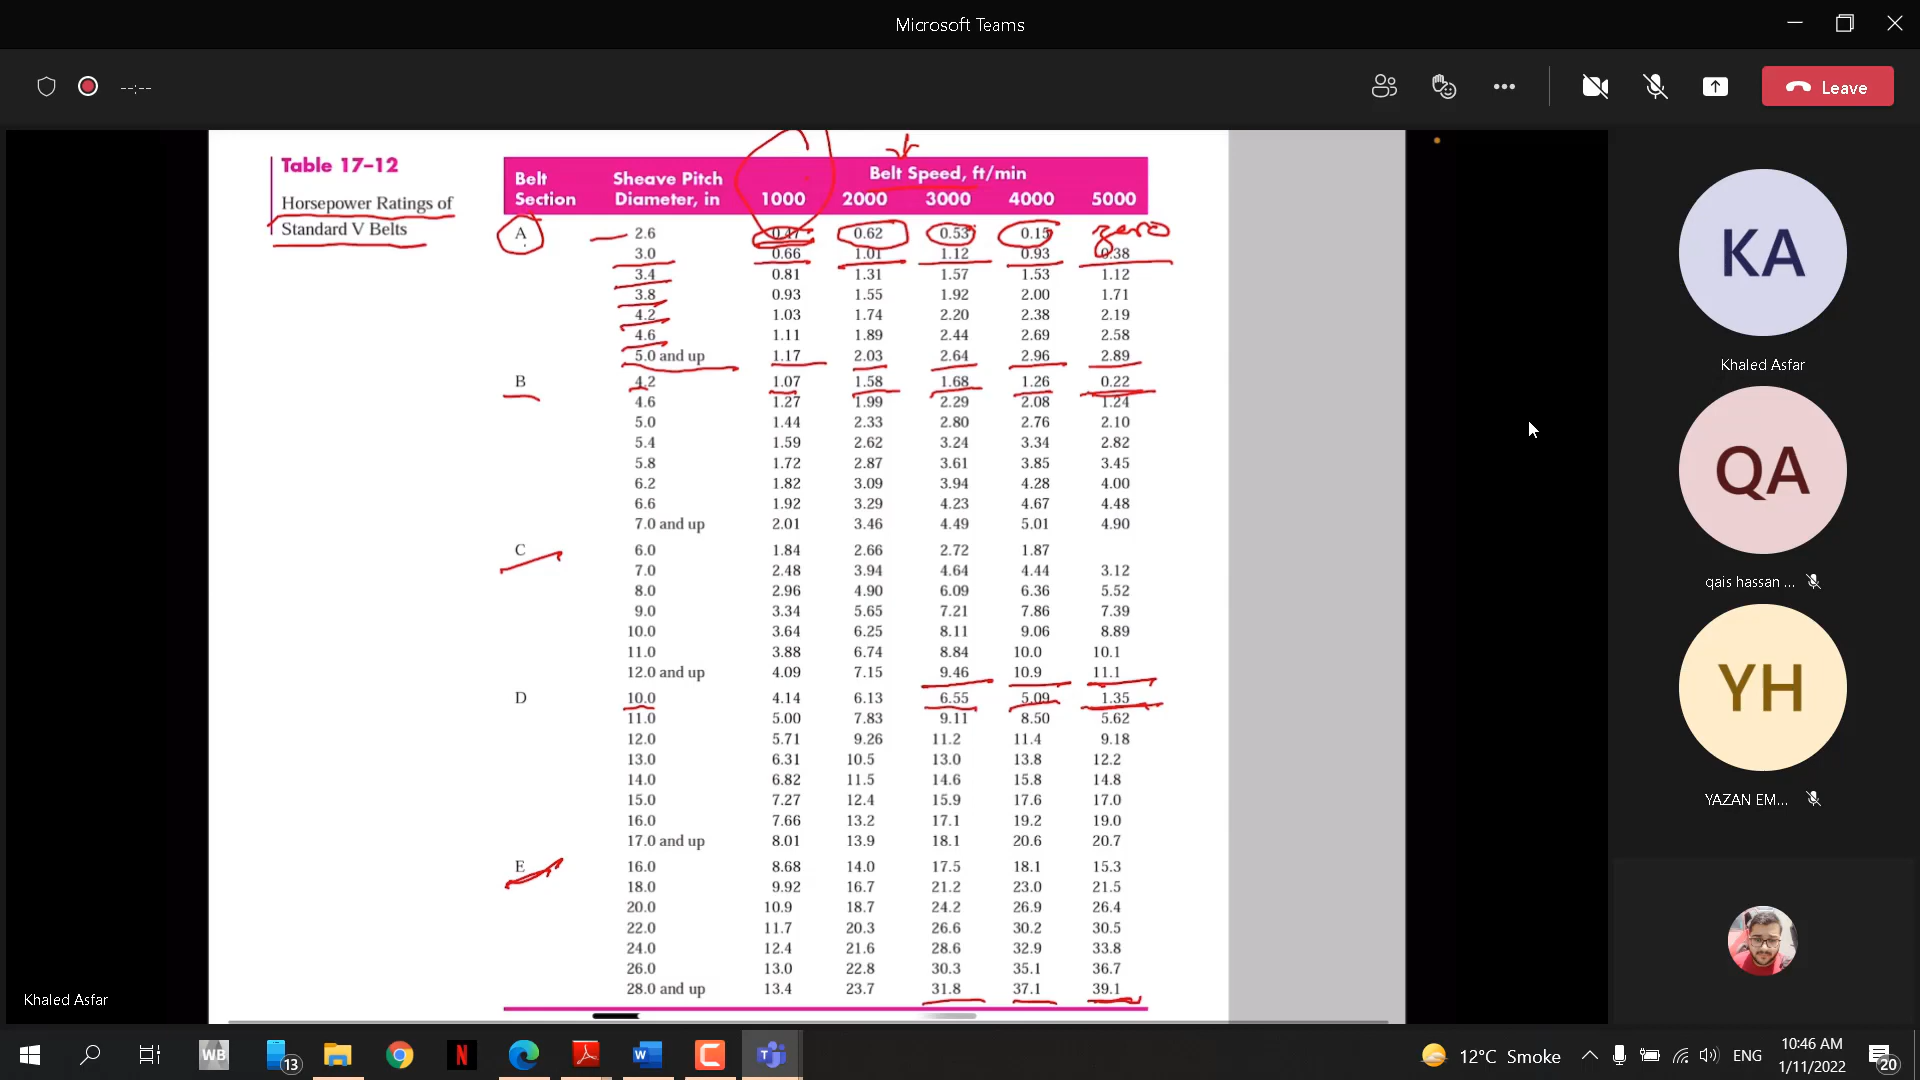 Microsoft Teams
--:--
Leave
Table 17–12
Horsepower Ratings of
Standard V Belts
Belt Section Sheave Pitch Diameter, in Belt Speed, ft/min
1000 2000 3000 4000 5000
A 2.6 0.47 0.62 0.53 0.15 zero
3.0 0.66 1.01 1.12 0.93 0.38
3.4 0.81 1.31 1.57 1.53 1.12
3.8 0.93 1.55 1.92 2.00 1.71
4.2 1.03 1.74 2.20 2.38 2.19
4.6 1.11 1.89 2.44 2.69 2.58
5.0 and up 1.17 2.03 2.64 2.96 2.89
B 4.2 1.07 1.58 1.68 1.26 0.22
4.6 1.27 1.99 2.29 2.08 1.24
5.0 1.44 2.33 2.80 2.76 2.10
5.4 1.59 2.62 3.24 3.34 2.82
5.8 1.72 2.87 3.61 3.85 3.45
6.2 1.82 3.09 3.94 4.28 4.00
6.6 1.92 3.29 4.23 4.67 4.48
7.0 and up 2.01 3.46 4.49 5.01 4.90
C 6.0 1.84 2.66 2.72 1.87
7.0 2.48 3.94 4.64 4.44 3.12
8.0 2.96 4.90 6.09 6.36 5.52
9.0 3.34 5.65 7.21 7.86 7.39
10.0 3.64 6.25 8.11 9.06 8.89
11.0 3.88 6.74 8.84 10.0 10.1
12.0 and up 4.09 7.15 9.46 10.9 11.1
D 10.0 4.14 6.13 6.55 5.09 1.35
11.0 5.00 7.83 9.11 8.50 5.62
12.0 5.71 9.26 11.2 11.4 9.18
13.0 6.31 10.5 13.0 13.8 12.2
14.0 6.82 11.5 14.6 15.8 14.8
15.0 7.27 12.4 15.9 17.6 17.0
16.0 7.66 13.2 17.1 19.2 19.0
17.0 and up 8.01 13.9 18.1 20.6 20.7
E 16.0 8.68 14.0 17.5 18.1 15.3
18.0 9.92 16.7 21.2 23.0 21.5
20.0 10.9 18.7 24.2 26.9 26.4
22.0 11.7 20.3 26.6 30.2 30.5
24.0 12.4 21.6 28.6 32.9 33.8
26.0 13.0 22.8 30.3 35.1 36.7
28.0 and up 13.4 23.7 31.8 37.1 39.1
Khaled Asfar
KA
Khaled Asfar
QA
qais hassan ...
YH
YAZAN EM...
WB
13
12°C Smoke
ENG
10:46 AM
1/11/2022
20